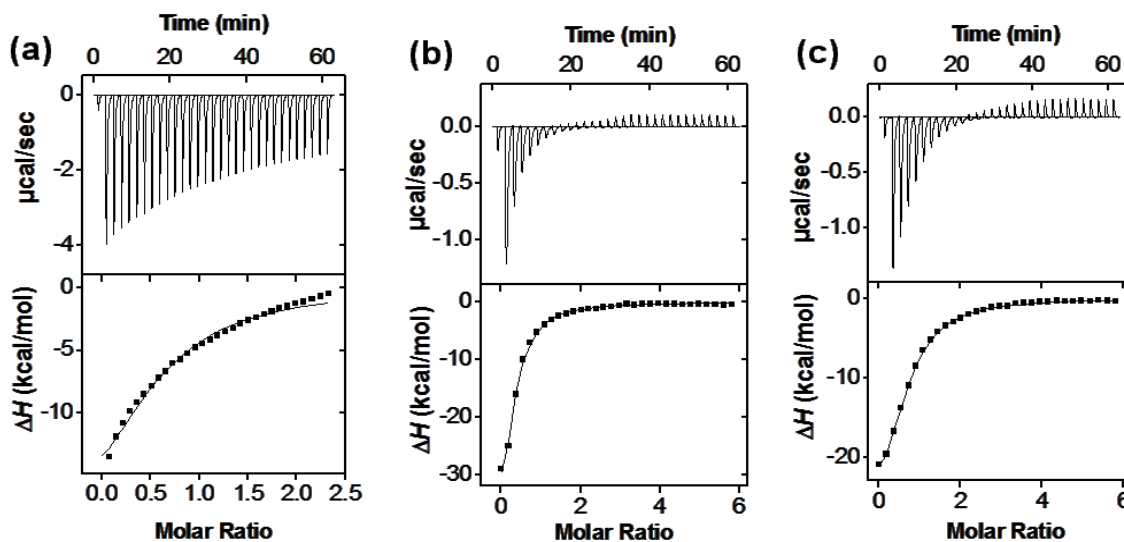 (a)
Time (min)
0 20 40 60
0
-2
-4
µcal/sec
0
-5
-10
ΔH (kcal/mol)
0.0 0.5 1.0 1.5 2.0 2.5
Molar Ratio
(b)
Time (min)
0 20 40 60
0.0
-0.5
-1.0
µcal/sec
0
-10
-20
-30
ΔH (kcal/mol)
0 2 4 6
Molar Ratio
(c)
Time (min)
0 20 40 60
0.0
-0.5
-1.0
µcal/sec
0
-10
-20
ΔH (kcal/mol)
0 2 4 6
Molar Ratio